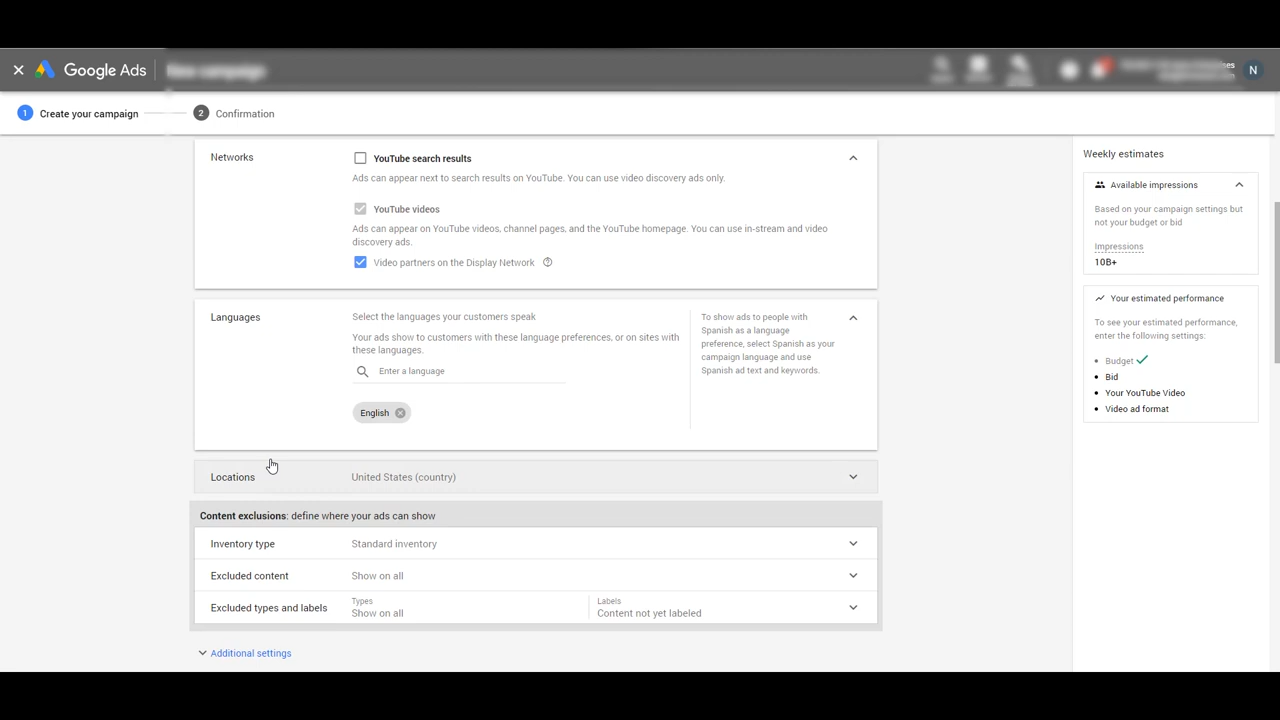 Google Ads
1 Create your campaign
2 Confirmation
N
Networks
YouTube search results
Ads can appear next to search results on YouTube. You can use video discovery ads only.
YouTube videos
Ads can appear on YouTube videos, channel pages, and the YouTube homepage. You can use in-stream and video
discovery ads.
Video partners on the Display Network
Languages
Select the languages your customers speak
Your ads show to customers with these language preferences, or on sites with
these languages.
Enter a language
English
To show ads to people with
Spanish as a language
preference, select Spanish as your
campaign language and use
Spanish ad text and keywords.
Locations
United States (country)
Content exclusions: define where your ads can show
Inventory type
Standard inventory
Excluded content
Show on all
Excluded types and labels
Types
Show on all
Labels
Content not yet labeled
Additional settings
Weekly estimates
Available impressions
Based on your campaign settings but
not your budget or bid
Impressions
10B+
Your estimated performance
To see your estimated performance,
enter the following settings:
Budget
Bid
Your YouTube Video
Video ad format